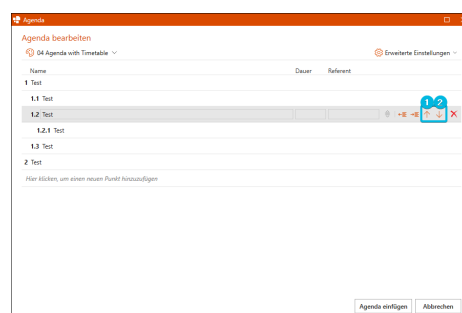 Agenda
Agenda bearbeiten
04 Agenda with Timetable
Erweiterte Einstellungen
Name Dauer Referent
1 Test
1.1 Test
1 2
1.2 Test
1.2.1 Test
1.3 Test
2 Test
Hier klicken, um einen neuen Punkt hinzuzufügen
Agenda einfügen Abbrechen